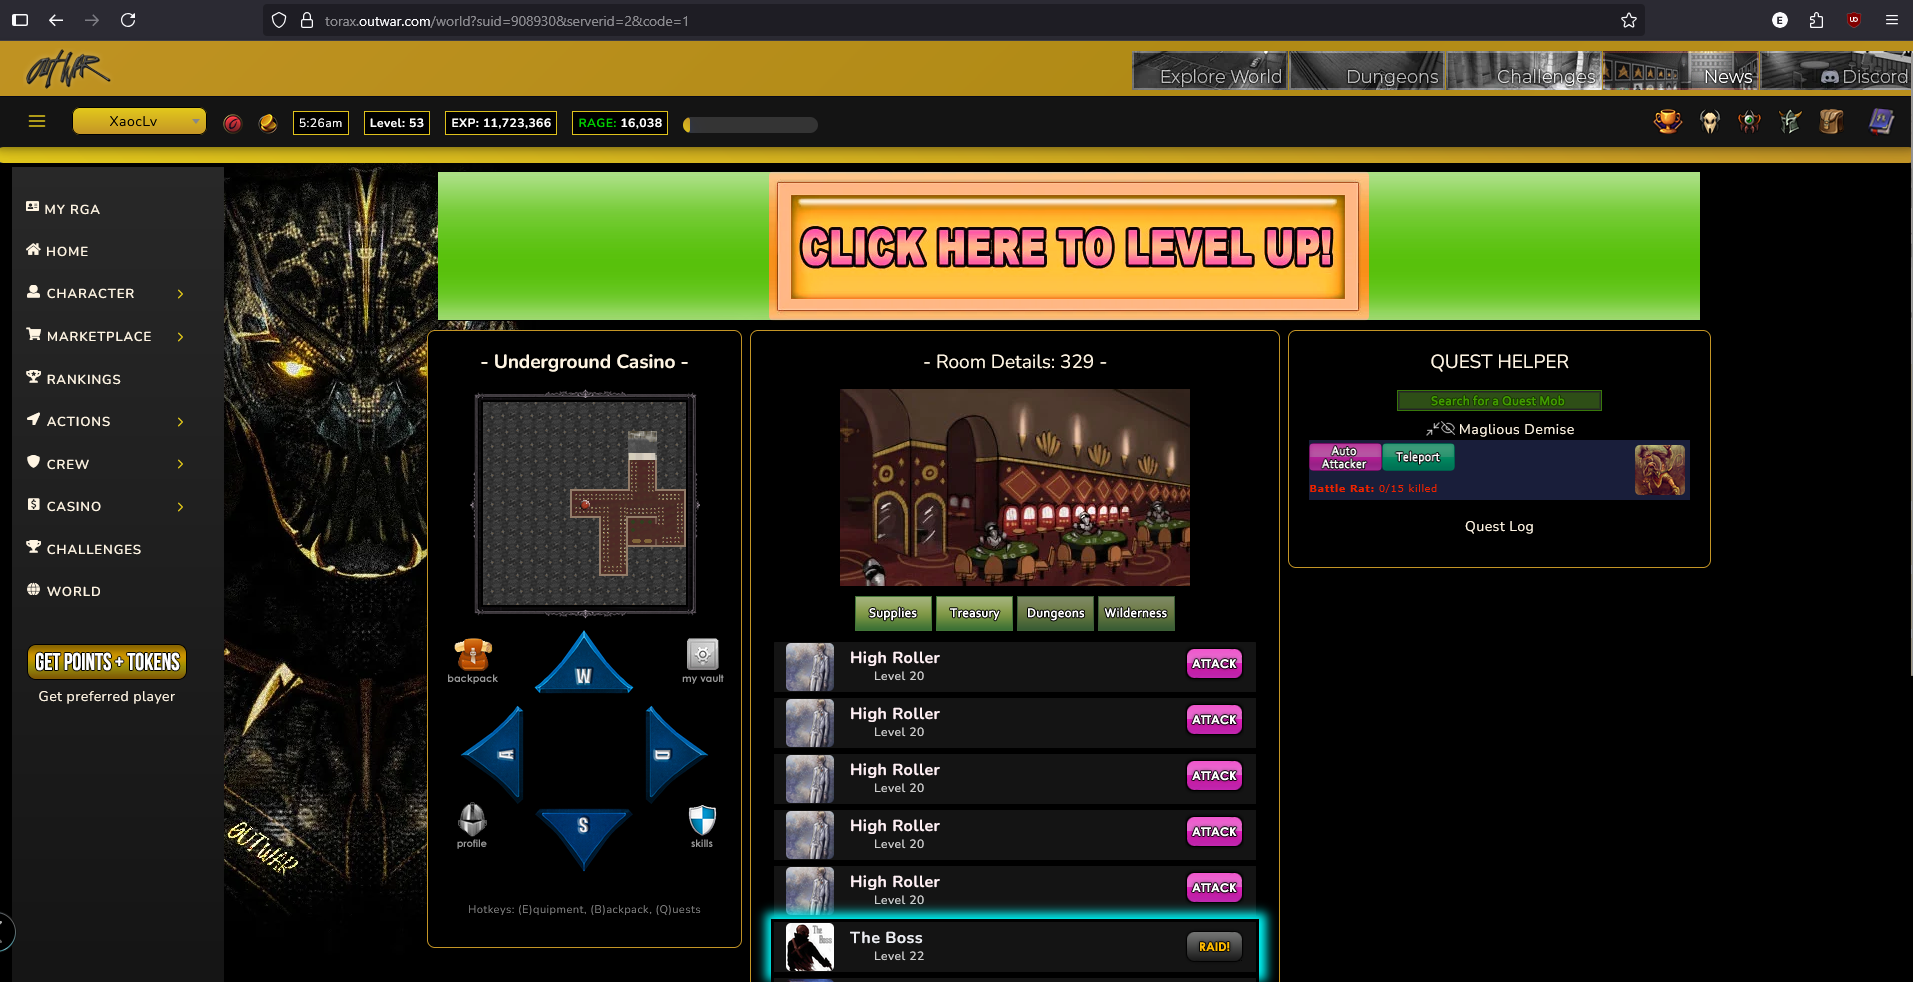 torax.outwar.com/world?suid=908930&serverid=2&code=1
E
UD
OUTWAR
Explore World
Dungeons
Challenges
News
Discord
XaocLv
5:26am
Level: 53
EXP: 11,723,366
RAGE: 16,038
MY RGA
HOME
CHARACTER
MARKETPLACE
RANKINGS
ACTIONS
CREW
CASINO
CHALLENGES
WORLD
GET POINTS + TOKENS
Get preferred player
OUTWAR
CLICK HERE TO LEVEL UP!
- Underground Casino -
backpack
my vault
W
A
D
S
profile
skills
Hotkeys: (E)quipment, (B)ackpack, (Q)uests
- Room Details: 329 -
Supplies
Treasury
Dungeons
Wilderness
High Roller
Level 20
ATTACK
High Roller
Level 20
ATTACK
High Roller
Level 20
ATTACK
High Roller
Level 20
ATTACK
High Roller
Level 20
ATTACK
The Boss
The Boss
Level 22
RAID!
QUEST HELPER
Search for a Quest Mob
Maglious Demise
Auto Attacker
Teleport
Battle Rat: 0/15 killed
Quest Log